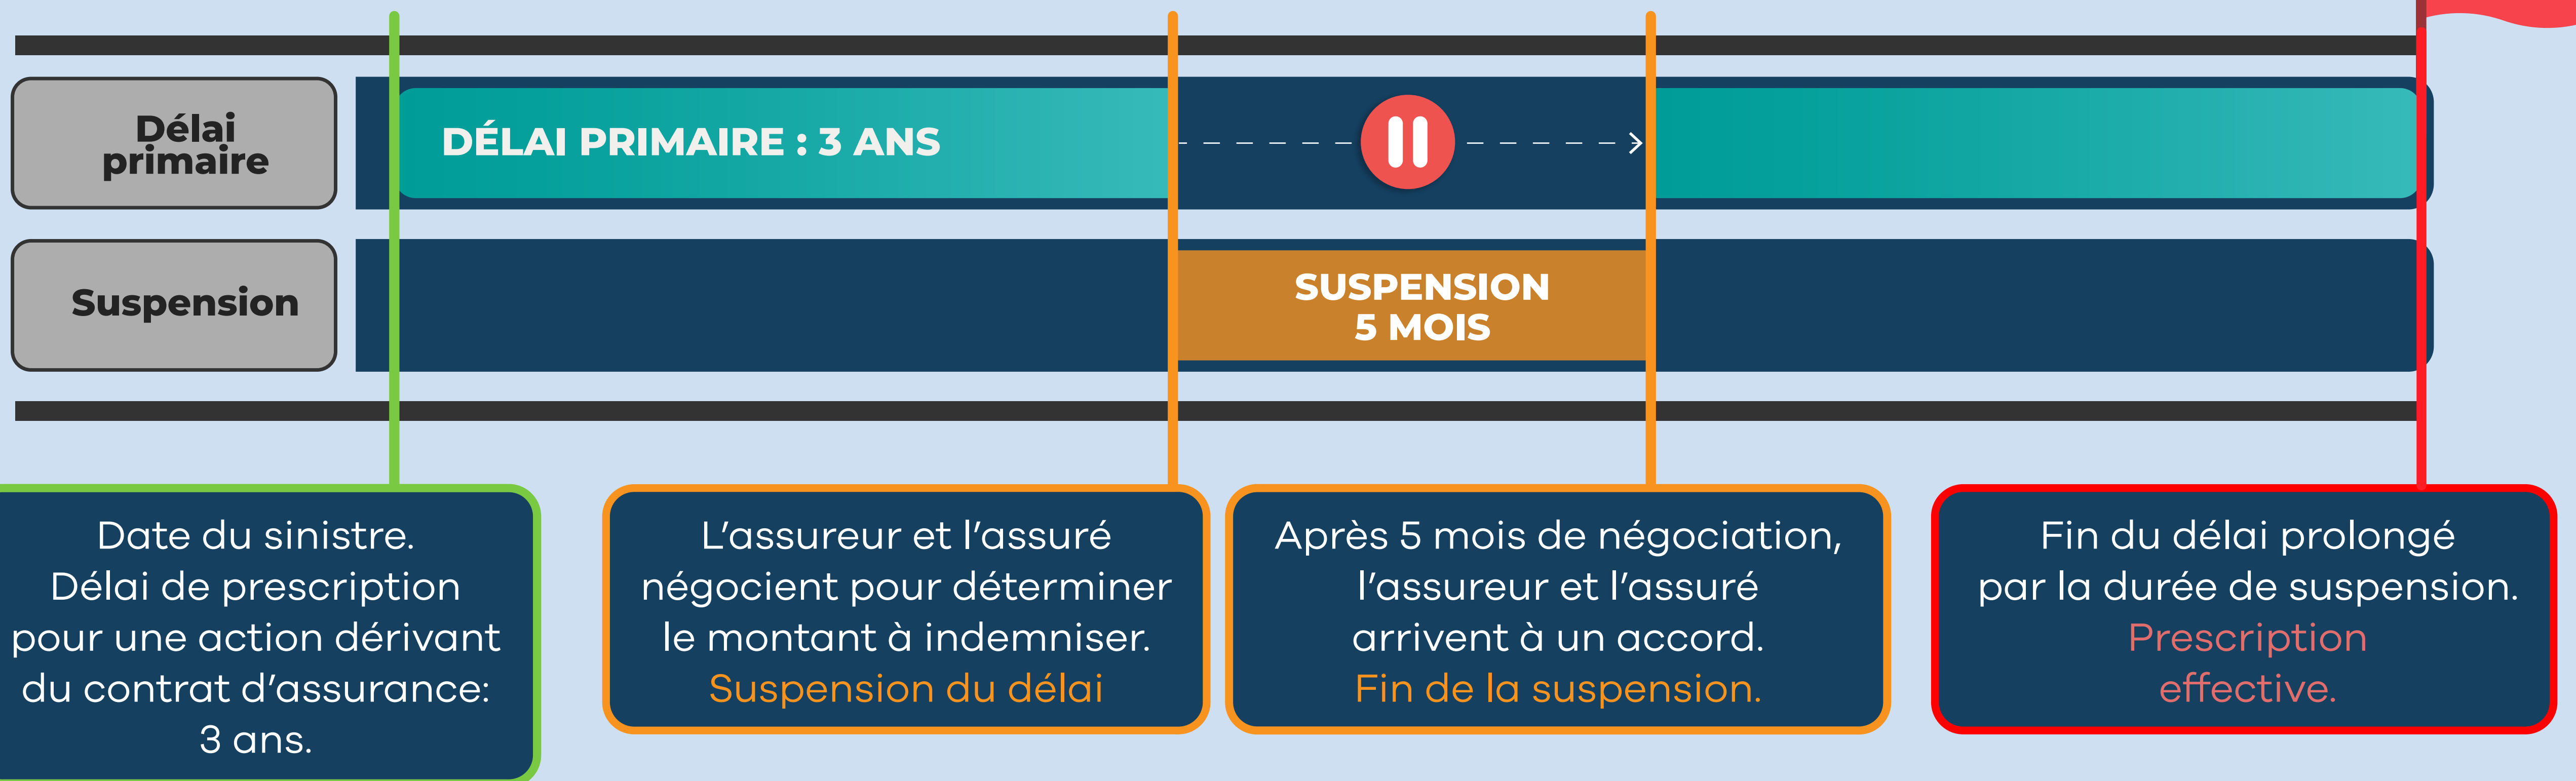 Délai
primaire
DÉLAI PRIMAIRE : 3 ANS
Suspension
SUSPENSION
5 MOIS
Date du sinistre.
Délai de prescription
pour une action dérivant
du contrat d’assurance:
3 ans.
L’assureur et l’assuré
négocient pour déterminer
le montant à indemniser.
Suspension du délai
Après 5 mois de négociation,
l’assureur et l’assuré
arrivent à un accord.
Fin de la suspension.
Fin du délai prolongé
par la durée de suspension.
Prescription
effective.